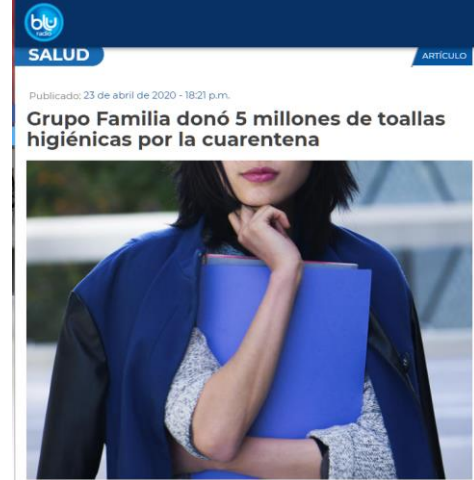 blu
radio
SALUD
ARTÍCULO
Publicado: 23 de abril de 2020 - 18:21 p.m.
Grupo Familia donó 5 millones de toallas
higiénicas por la cuarentena